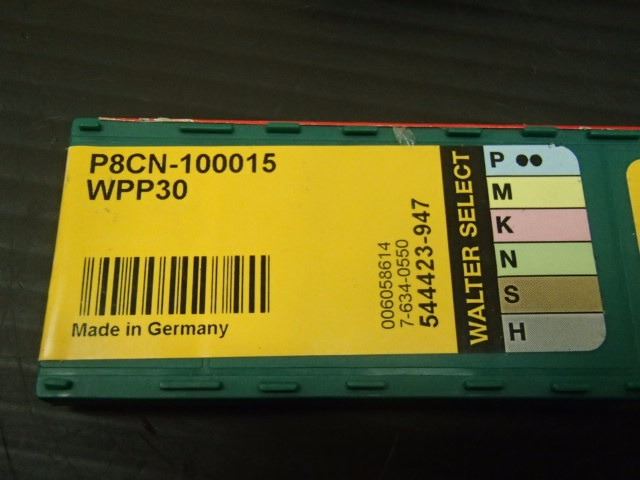 P8CN-100015
WPP30
Made in Germany
006058614
7-634-0550
544423-947
WALTER SELECT
P ●●
M
K
N
S
H